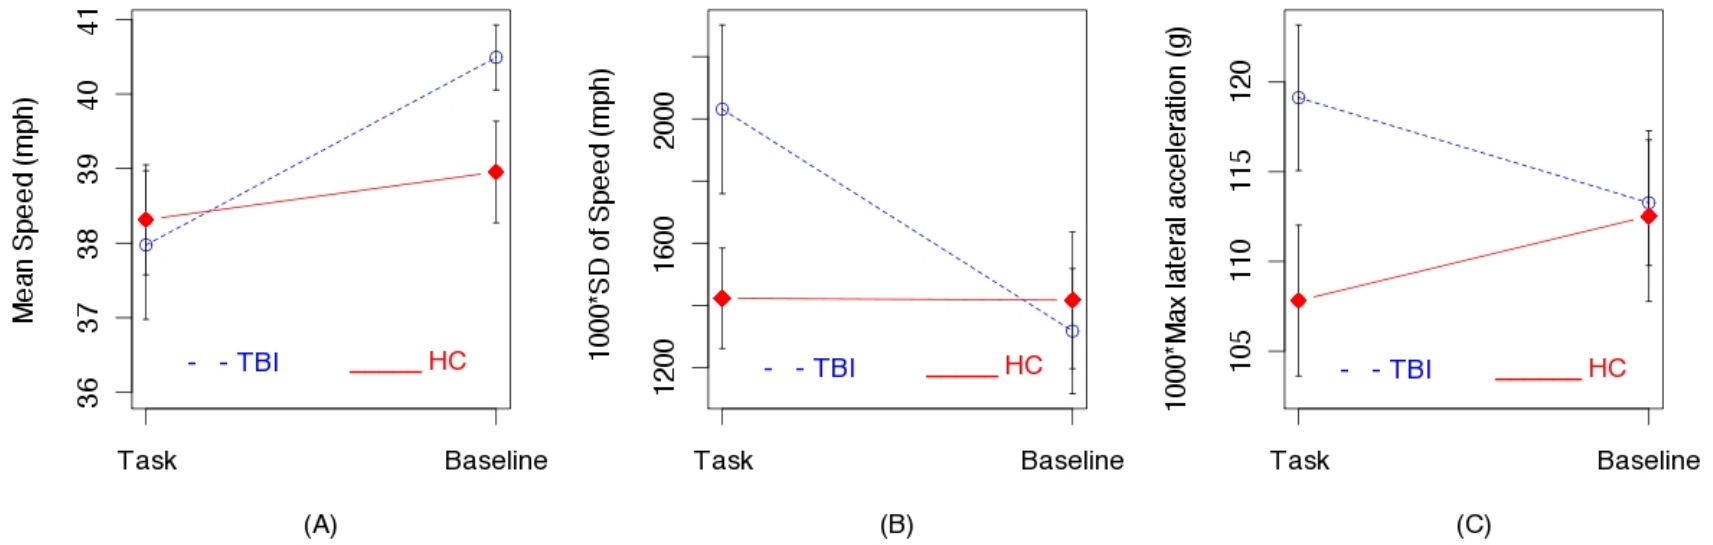 Mean Speed (mph)
41
40
39
38
37
36
TBI
HC
Task
Baseline
(A)
1000*SD of Speed (mph)
2000
1600
1200
TBI
HC
Task
Baseline
(B)
1000*Max lateral acceleration (g)
120
115
110
105
TBI
HC
Task
Baseline
(C)